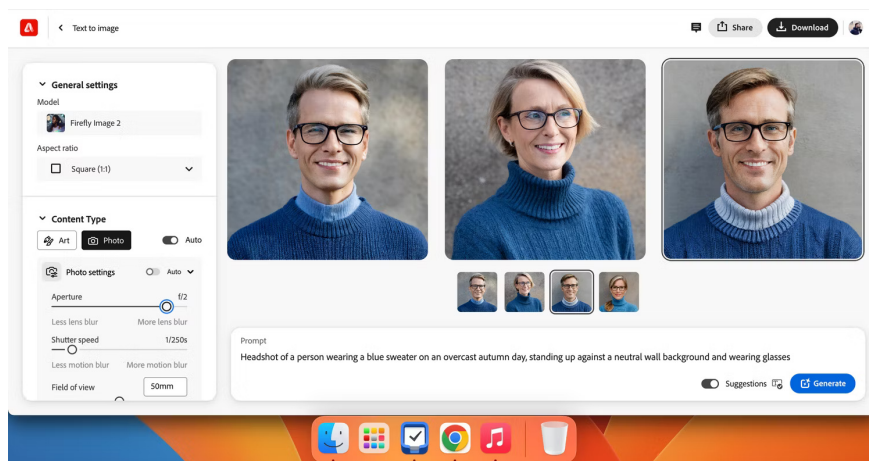 Text to image
Share
Download
General settings
Model
Firefly Image 2
Aspect ratio
Square (1:1)
Content Type
Art
Photo
Auto
Photo settings
Auto
Aperture
f/2
Less lens blur
More lens blur
Shutter speed
1/250s
Less motion blur
More motion blur
Field of view
50mm
Prompt
Headshot of a person wearing a blue sweater on an overcast autumn day, standing up against a neutral wall background and wearing glasses
Suggestions
Generate